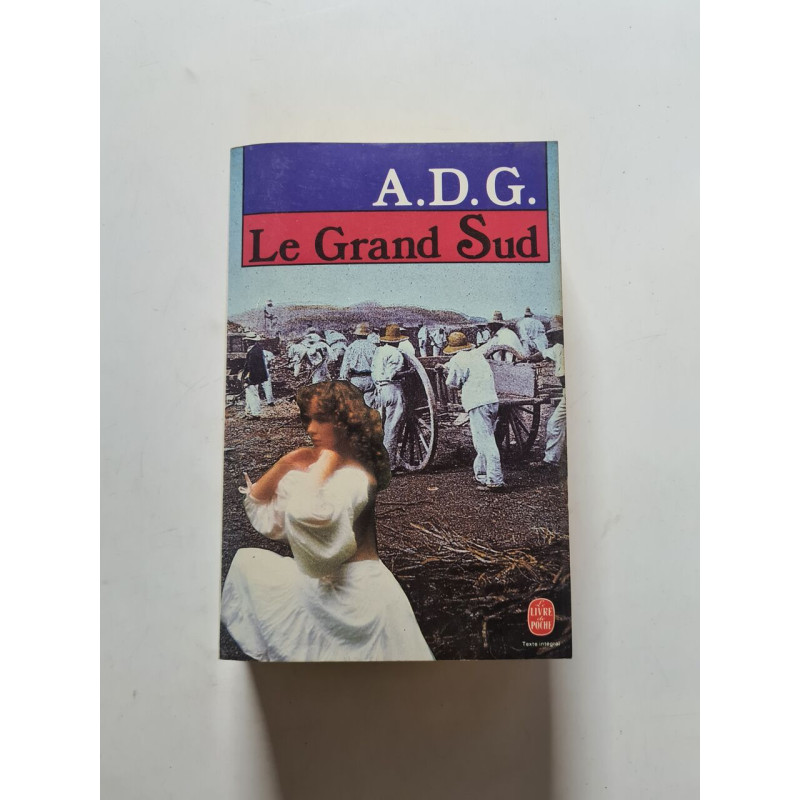 A.D.G.
Le Grand Sud
Le
LIVRE
de
POCHE
Texte intégral